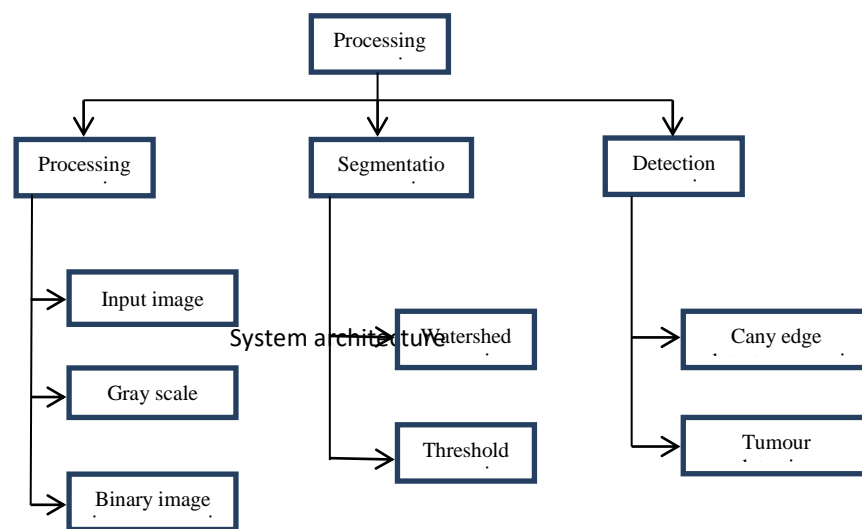 Processing
Processing
Segmentatio
Detection
Input image
System architecture
Watershed
Cany edge
Gray scale
Threshold
Tumour
Binary image